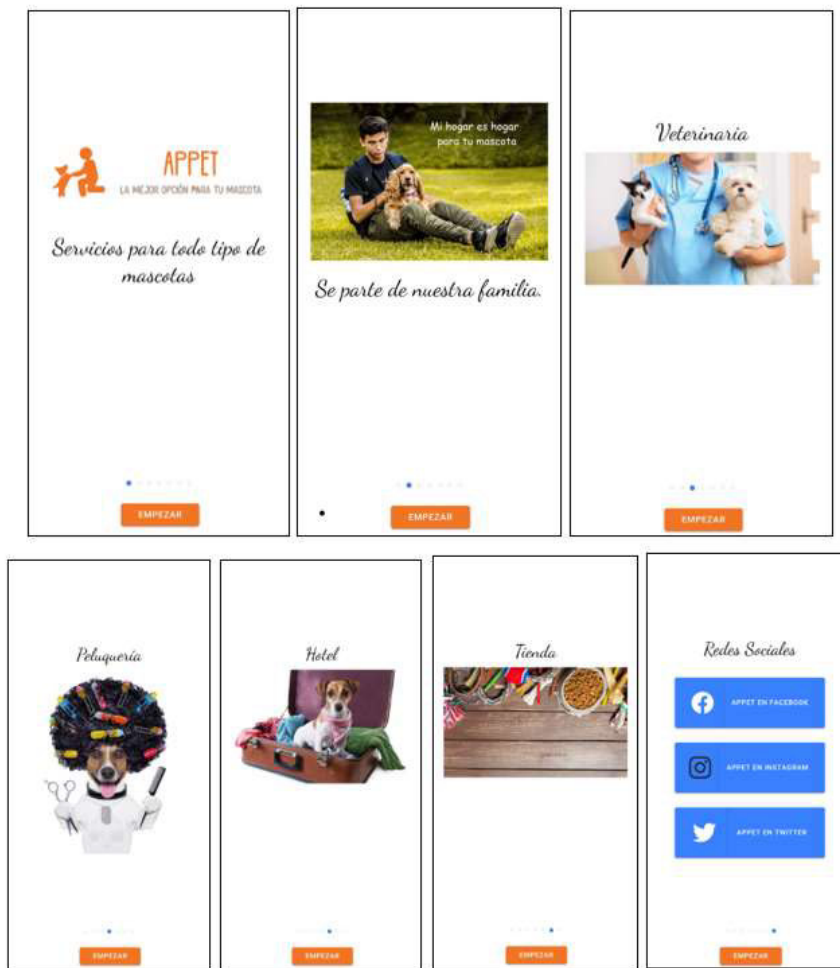 APPET
LA MEJOR OPCIÓN PARA TU MASCOTA
Servicios para todo tipo de
mascotas
EMPEZAR
Mi hogar es hogar
para tu mascota
Se parte de nuestra familia.
EMPEZAR
Veterinaria
EMPEZAR
Peluquería
EMPEZAR
Hotel
EMPEZAR
Tienda
EMPEZAR
Redes Sociales
APPET EN FACEBOOK
APPET EN INSTAGRAM
APPET EN TWITTER
EMPEZAR